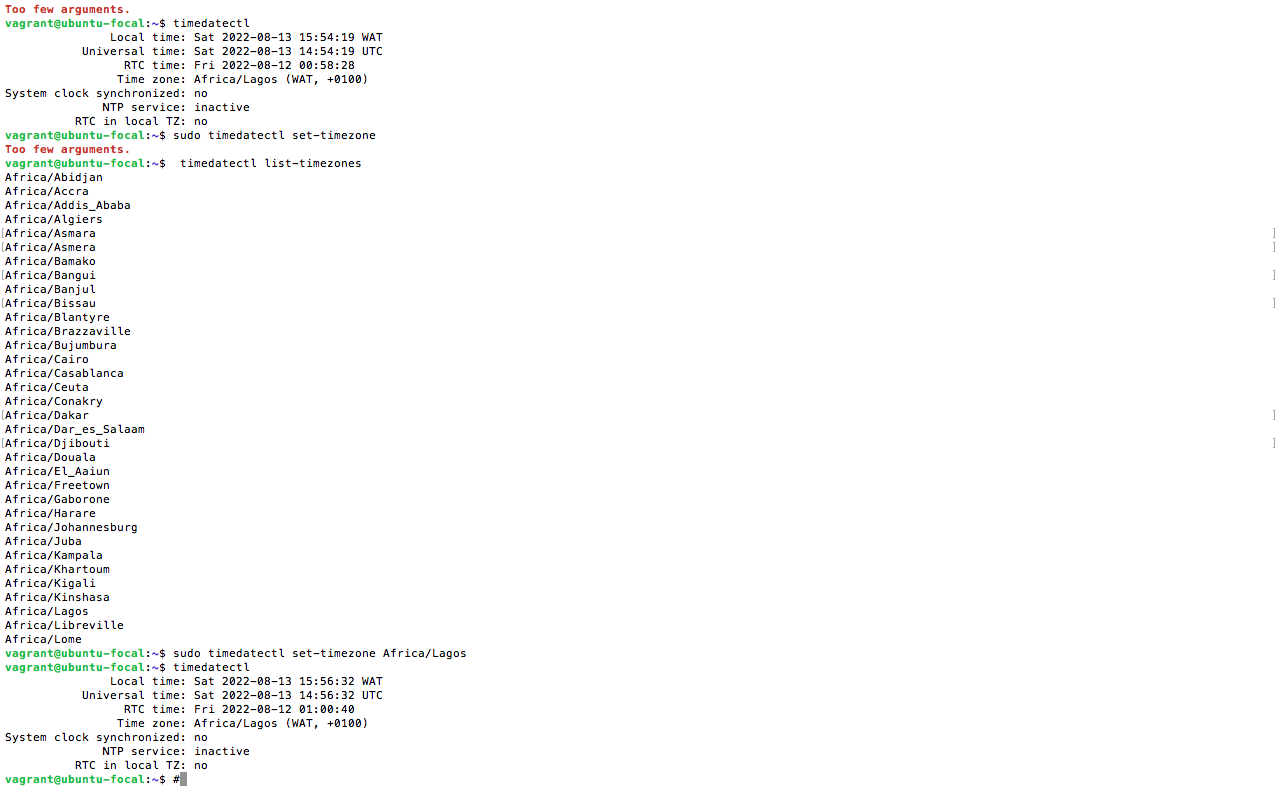 Too few arguments.
vagrant@ubuntu-focal:~$ timedatectl
Local time: Sat 2022-08-13 15:54:19 WAT
Universal time: Sat 2022-08-13 14:54:19 UTC
RTC time: Fri 2022-08-12 00:58:28
Time zone: Africa/Lagos (WAT, +0100)
System clock synchronized: no
NTP service: inactive
RTC in local TZ: no
vagrant@ubuntu-focal:~$ sudo timedatectl set-timezone
Too few arguments.
vagrant@ubuntu-focal:~$  timedatectl list-timezones
Africa/Abidjan
Africa/Accra
Africa/Addis_Ababa
Africa/Algiers
[Africa/Asmara ]
[Africa/Asmera ]
Africa/Bamako
[Africa/Bangui ]
Africa/Banjul
[Africa/Bissau ]
Africa/Blantyre
Africa/Brazzaville
Africa/Bujumbura
Africa/Cairo
Africa/Casablanca
Africa/Ceuta
Africa/Conakry
[Africa/Dakar ]
Africa/Dar_es_Salaam
[Africa/Djibouti ]
Africa/Douala
Africa/El_Aaiun
Africa/Freetown
Africa/Gaborone
Africa/Harare
Africa/Johannesburg
Africa/Juba
Africa/Kampala
Africa/Khartoum
Africa/Kigali
Africa/Kinshasa
Africa/Lagos
Africa/Libreville
Africa/Lome
vagrant@ubuntu-focal:~$ sudo timedatectl set-timezone Africa/Lagos
vagrant@ubuntu-focal:~$ timedatectl
Local time: Sat 2022-08-13 15:56:32 WAT
Universal time: Sat 2022-08-13 14:56:32 UTC
RTC time: Fri 2022-08-12 01:00:40
Time zone: Africa/Lagos (WAT, +0100)
System clock synchronized: no
NTP service: inactive
RTC in local TZ: no
vagrant@ubuntu-focal:~$ #